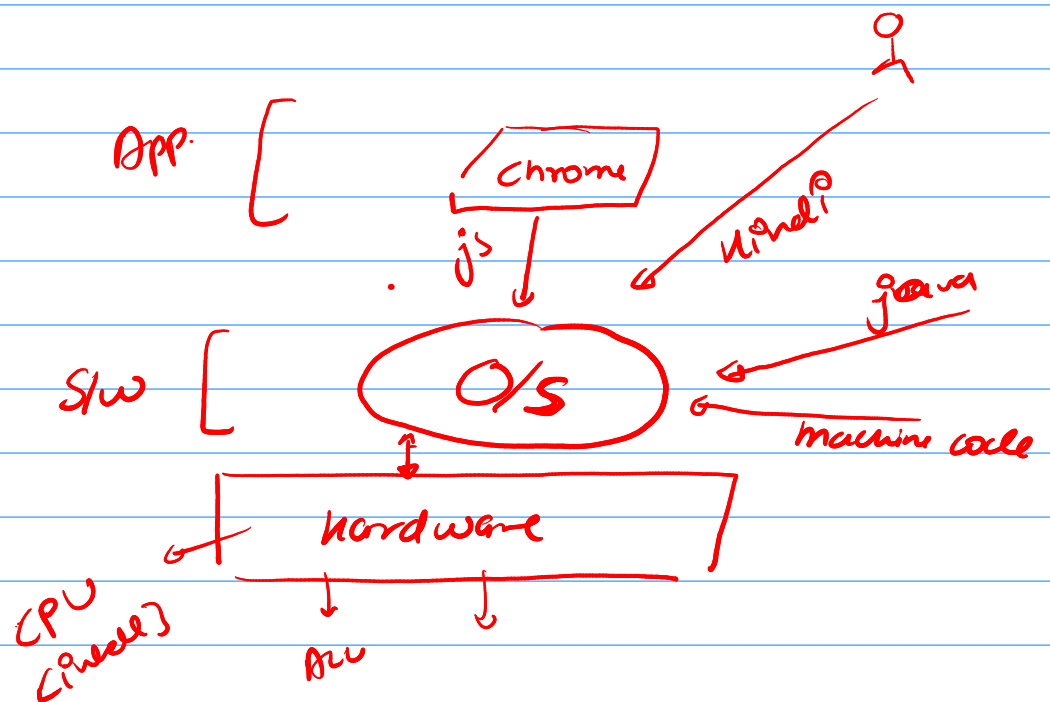 App.
chrome
js
Hindi
java
S/w
O/s
machine code
hardware
CPU
ALU